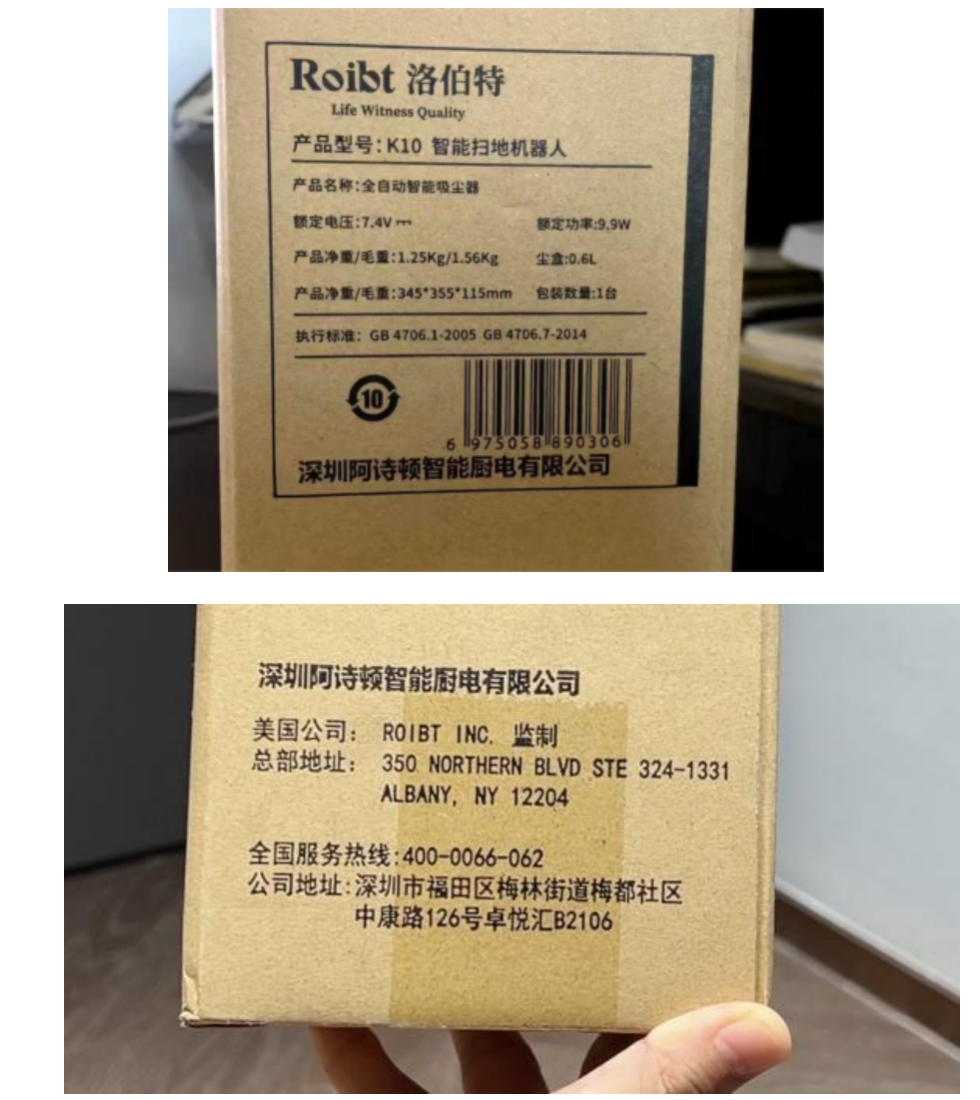 Roibt 洛伯特
Life Witness Quality
产品型号:K10 智能扫地机器人
产品名称:全自动智能吸尘器
额定电压:7.4V 额定功率:9.9W
产品净重/毛重:1.25Kg/1.56Kg 尘盒:0.6L
产品净重/毛重:345*355*115mm 包装数量:1台
执行标准: GB 4706.1-2005 GB 4706.7-2014
10
6 975058 890306
深圳阿诗顿智能厨电有限公司
深圳阿诗顿智能厨电有限公司
美国公司: ROIBT INC. 监制
总部地址: 350 NORTHERN BLVD STE 324-1331
ALBANY, NY 12204
全国服务热线:400-0066-062
公司地址:深圳市福田区梅林街道梅都社区
中康路126号卓悦汇B2106